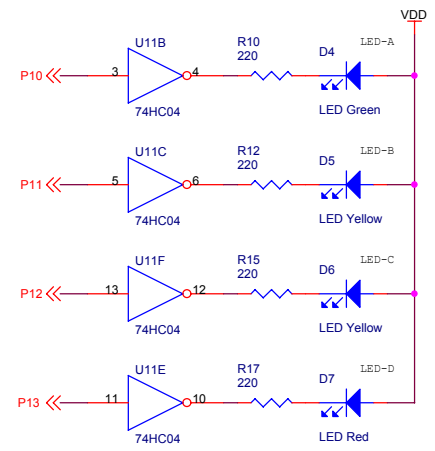 VDD
U11B R10 220 D4 LED-A
P10 3 4
74HC04 LED Green
U11C R12 220 D5 LED-B
P11 5 6
74HC04 LED Yellow
U11F R15 220 D6 LED-C
P12 13 12
74HC04 LED Yellow
U11E R17 220 D7 LED-D
P13 11 10
74HC04 LED Red